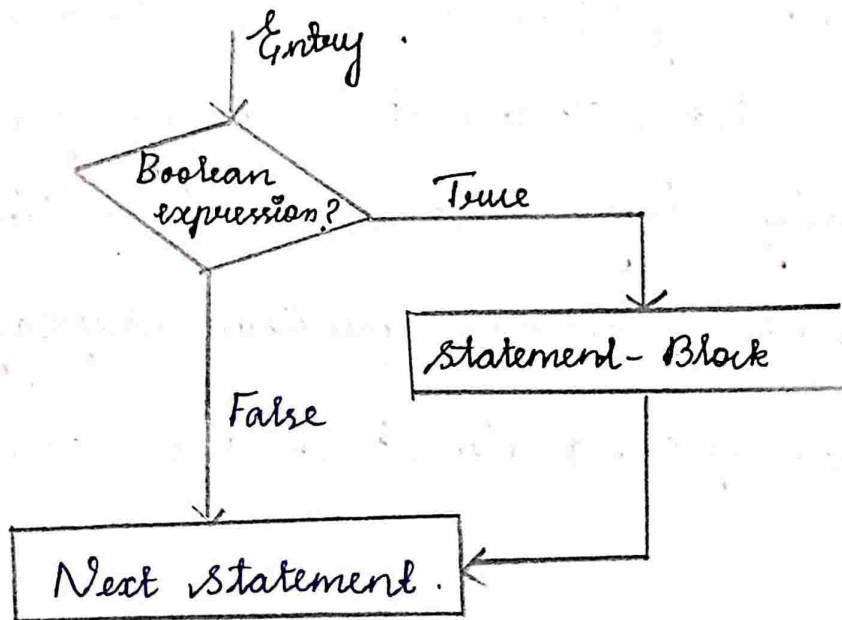 Entry .
Boolean
expression?
True
Statement - Block
False
Next Statement .